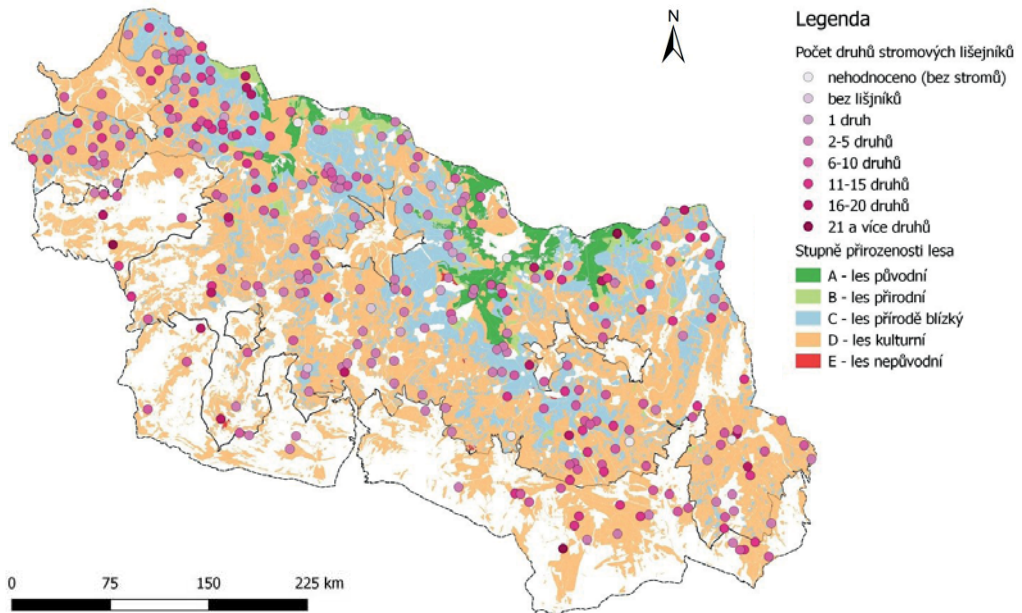 N
Legenda
Počet druhů stromových lišejníků
nehodnoceno (bez stromů)
bez lišjníků
1 druh
2-5 druhů
6-10 druhů
11-15 druhů
16-20 druhů
21 a více druhů
Stupně přirozenosti lesa
A - les původní
B - les přírodní
C - les přírodě blízký
D - les kulturní
E - les nepůvodní
0 75 150 225 km